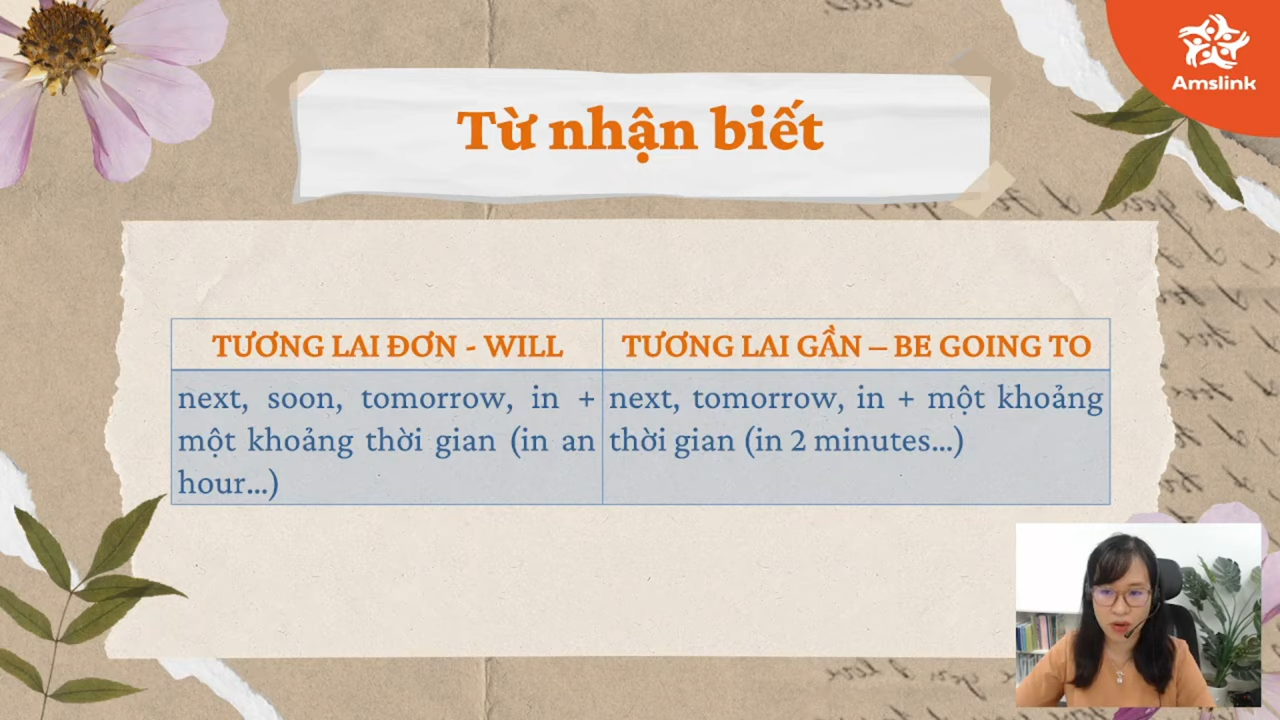 Amslink
Từ nhận biết
TƯƠNG LAI ĐƠN - WILL
TƯƠNG LAI GẦN – BE GOING TO
next, soon, tomorrow, in +
một khoảng thời gian (in an
hour...)
next, tomorrow, in + một khoảng
thời gian (in 2 minutes...)